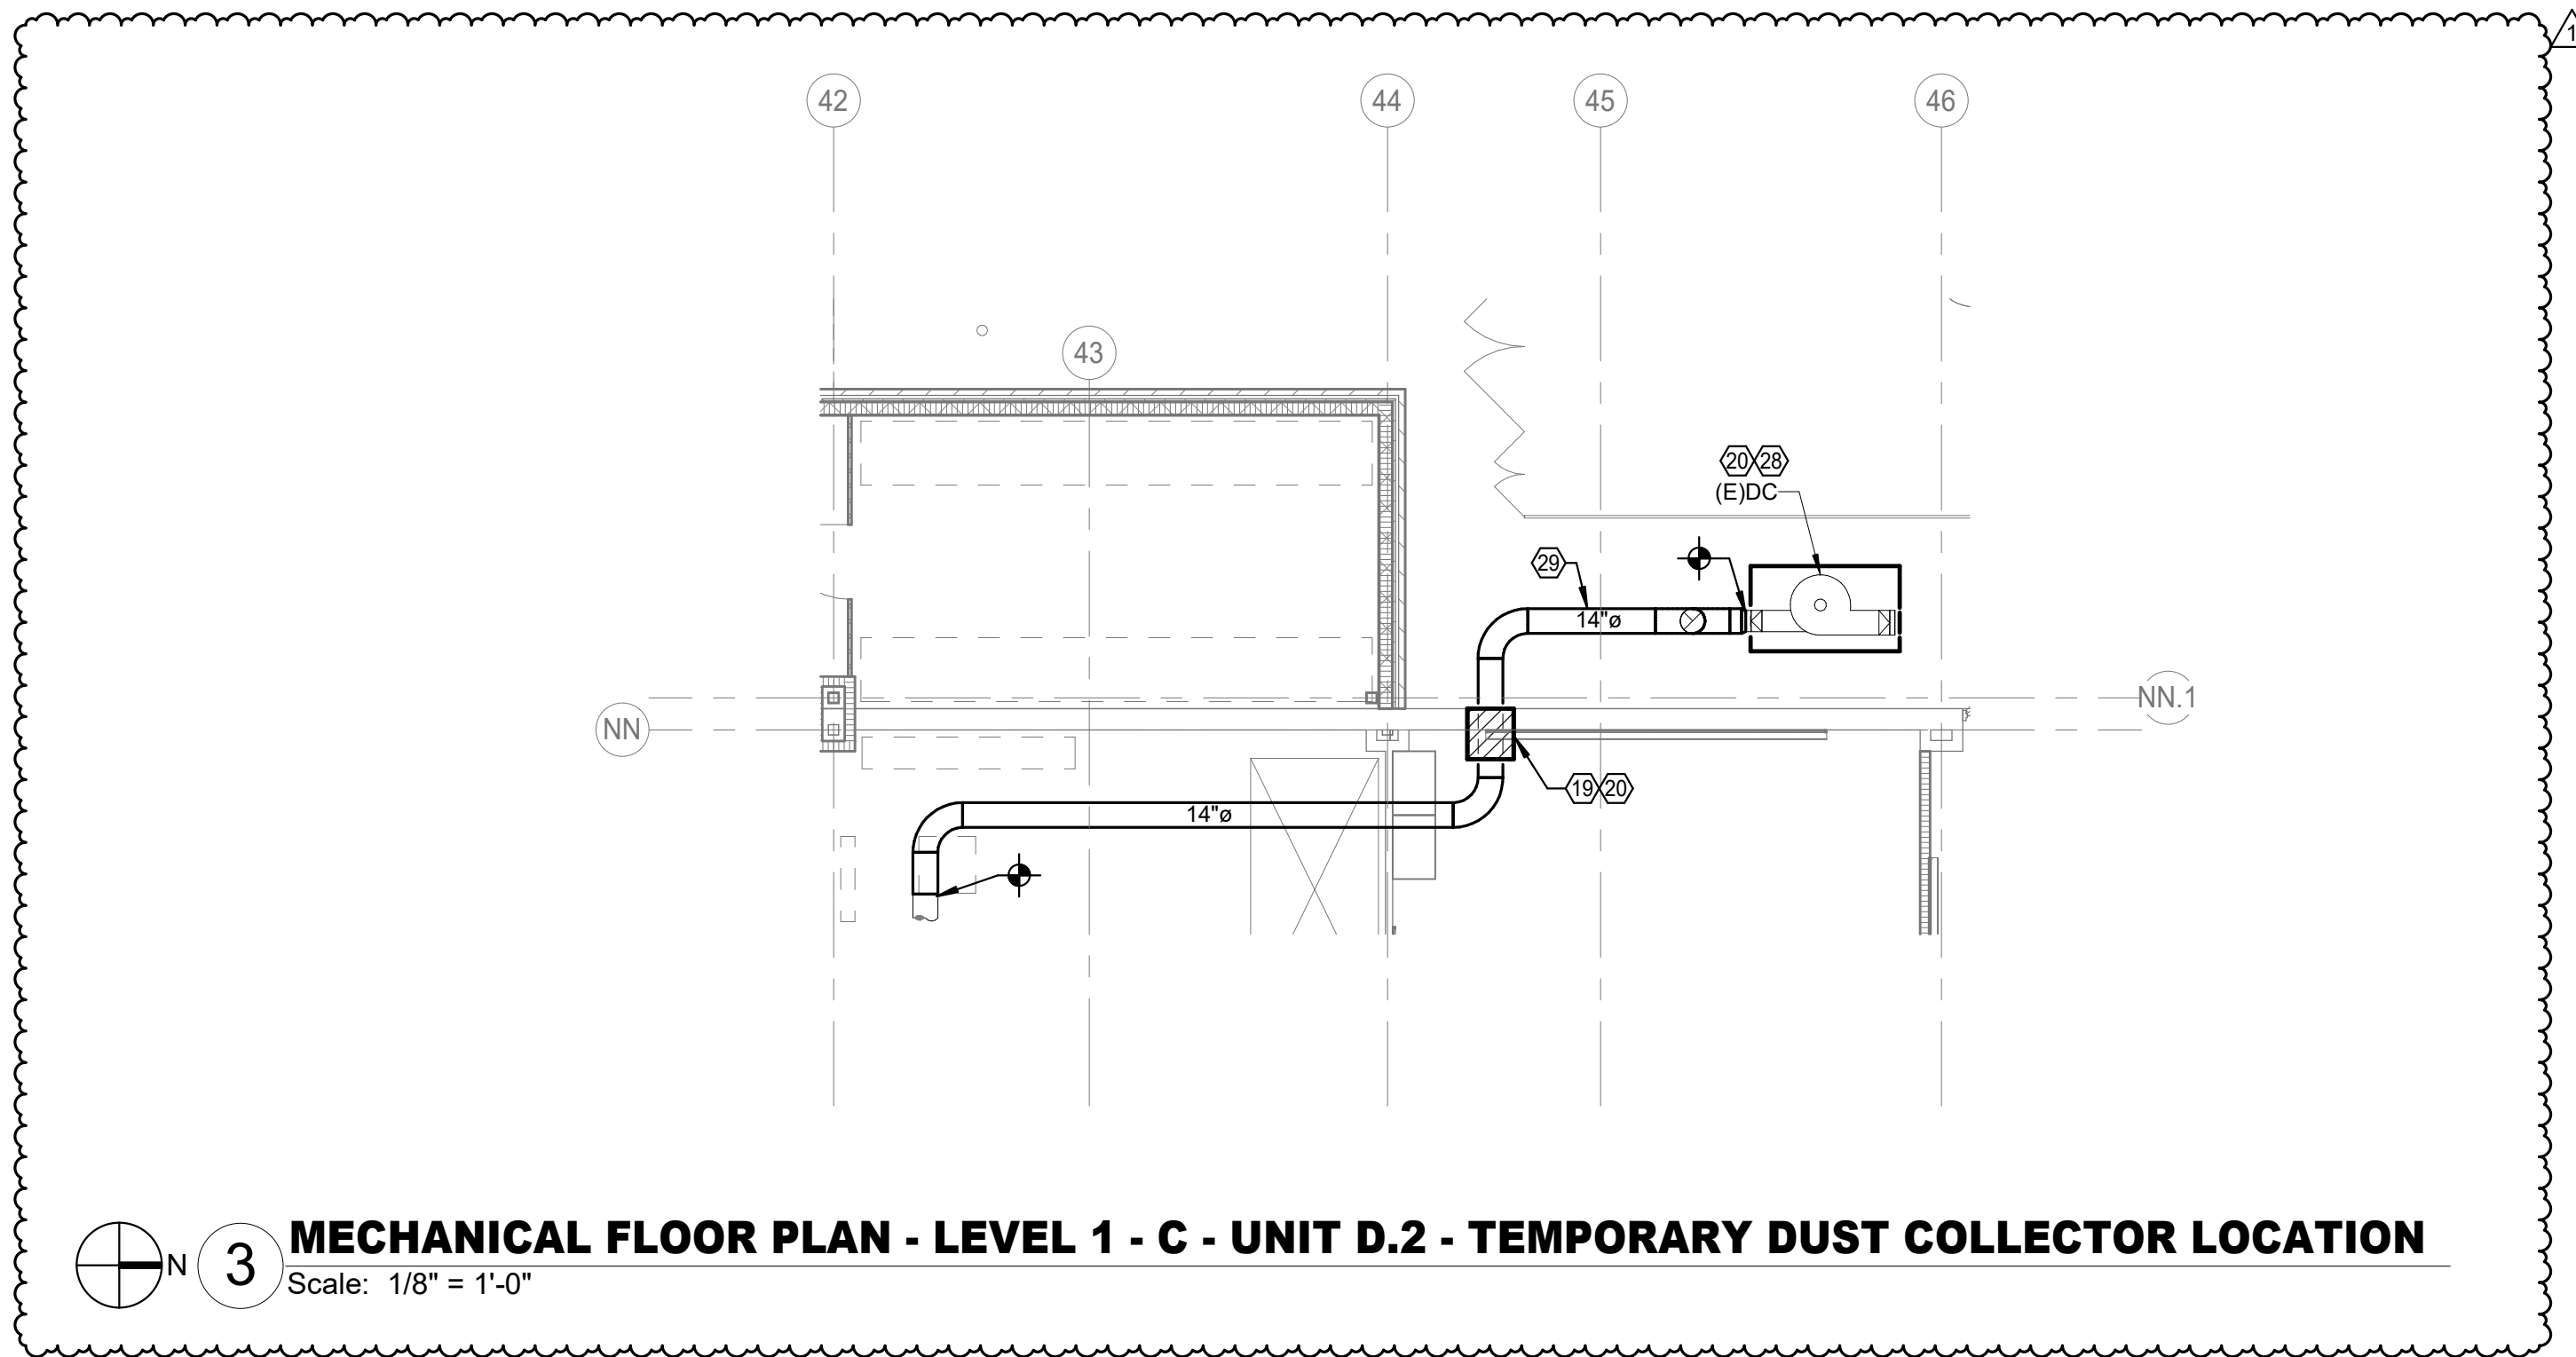 1
42
44
45
46
43
20 28
(E)DC
29
14"ø
NN.1
NN
19 20
14"ø
N
3
MECHANICAL FLOOR PLAN - LEVEL 1 - C - UNIT D.2 - TEMPORARY DUST COLLECTOR LOCATION
Scale: 1/8" = 1'-0"